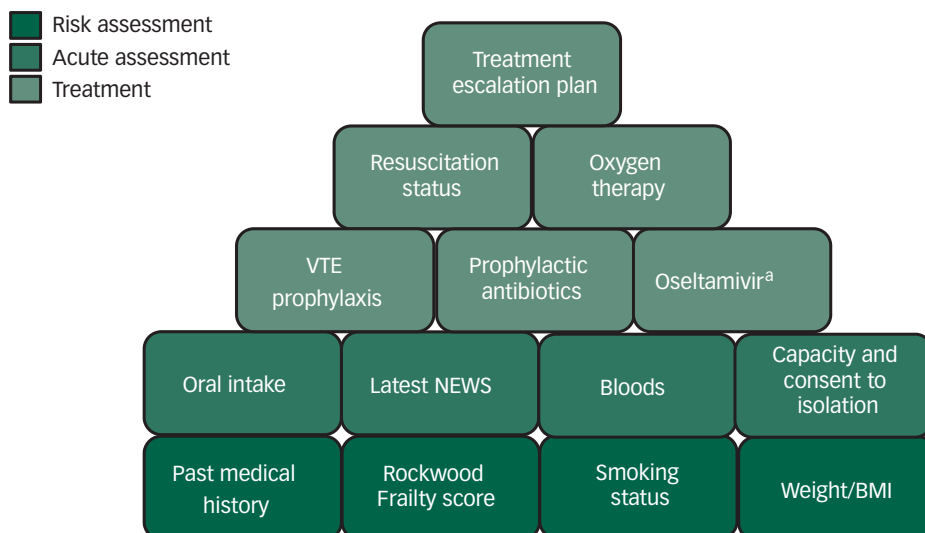 Risk assessment
Acute assessment
Treatment
Treatment
escalation plan
Resuscitation
status
Oxygen
therapy
VTE
prophylaxis
Prophylactic
antibiotics
Oseltamivirᵃ
Oral intake
Latest NEWS
Bloods
Capacity and
consent to
isolation
Past medical
history
Rockwood
Frailty score
Smoking
status
Weight/BMI